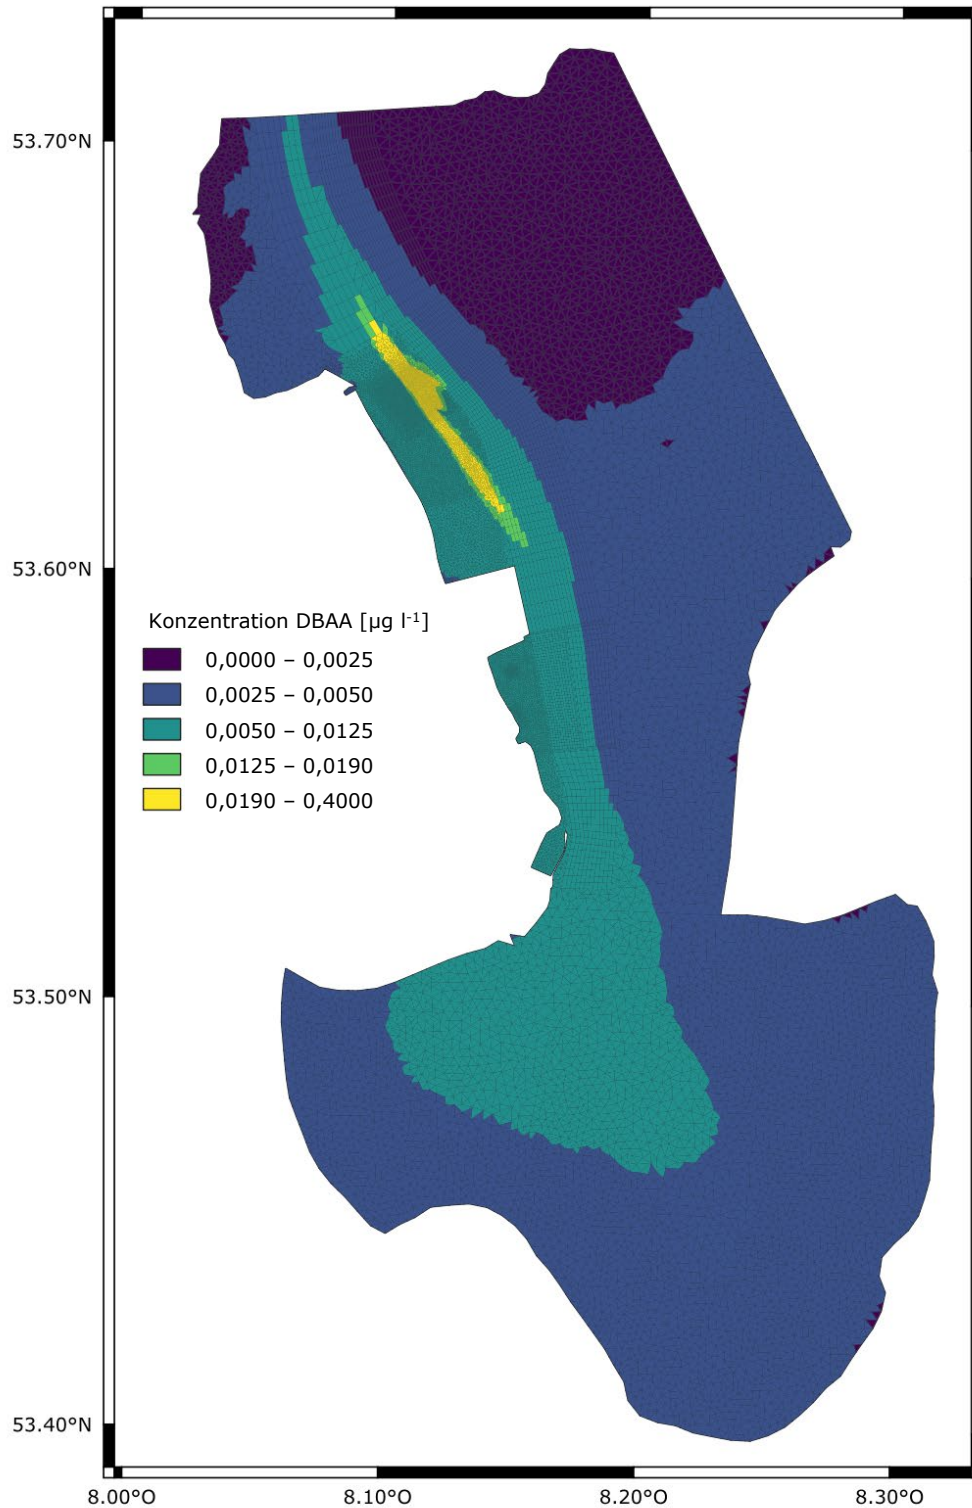 53.70°N
53.60°N
Konzentration DBAA [µg l⁻¹]
0,0000 – 0,0025
0,0025 – 0,0050
0,0050 – 0,0125
0,0125 – 0,0190
0,0190 – 0,4000
53.50°N
53.40°N
8.00°O 8.10°O 8.20°O 8.30°O